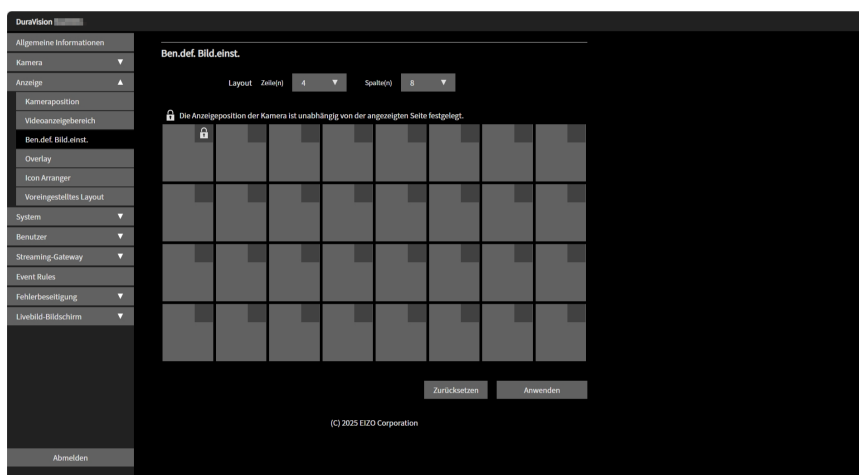 DuraVision
Allgemeine Informationen
Kamera
Anzeige
Kameraposition
Videoanzeigebereich
Ben.def. Bild.einst.
Overlay
Icon Arranger
Voreingestelltes Layout
System
Benutzer
Streaming-Gateway
Event Rules
Fehlerbeseitigung
Livebild-Bildschirm
Abmelden
Ben.def. Bild.einst.
Layout Zeile(n) 4 Spalte(n) 8
Die Anzeigeposition der Kamera ist unabhängig von der angezeigten Seite festgelegt.
Zurücksetzen Anwenden
(C) 2025 EIZO Corporation